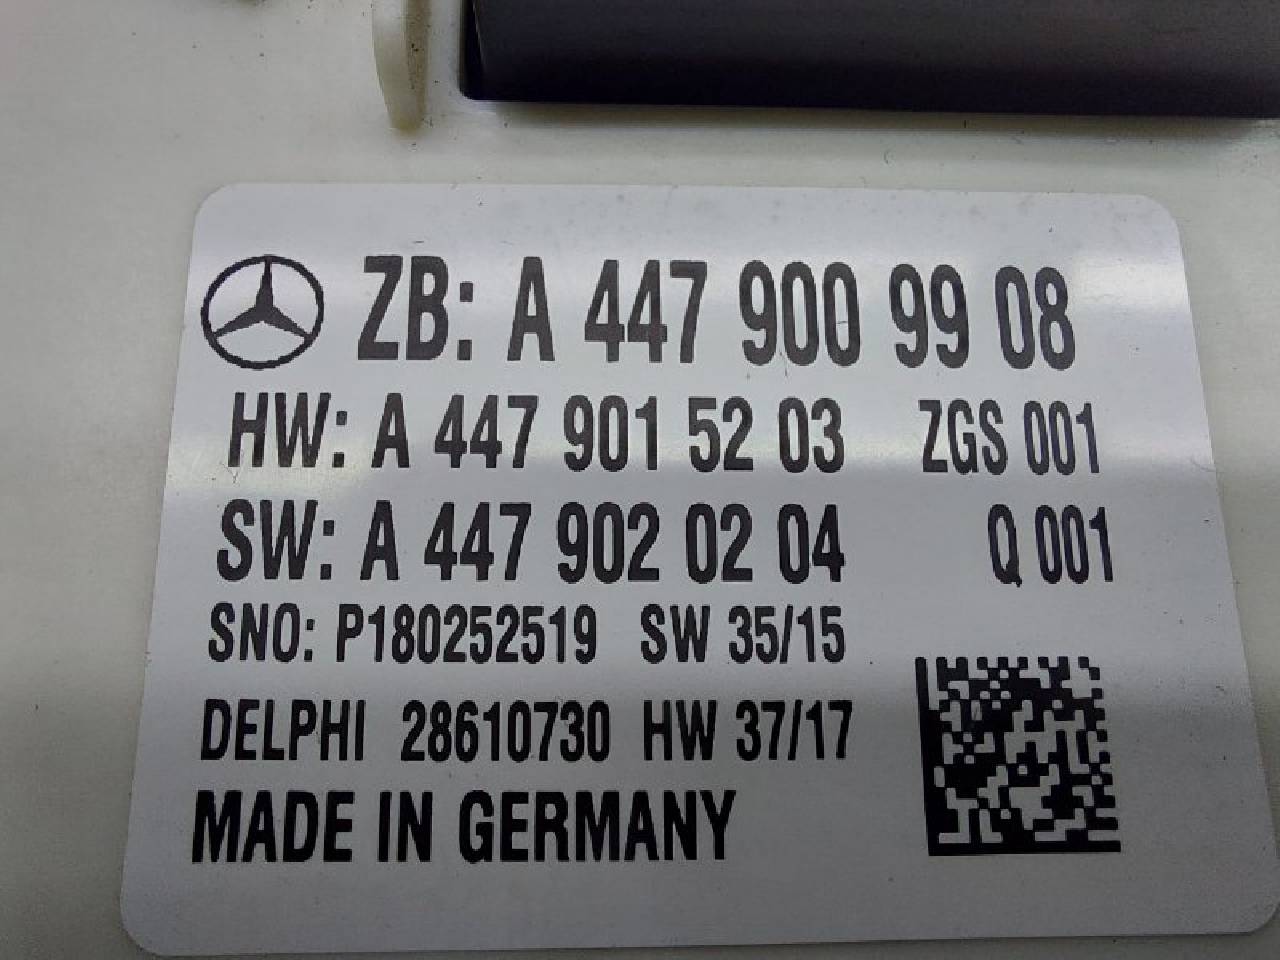 ZB: A 447 900 99 08
HW: A 447 901 52 03 ZGS 001
SW: A 447 902 02 04 Q 001
SNO: P180252519 SW 35/15
DELPHI 28610730 HW 37/17
MADE IN GERMANY